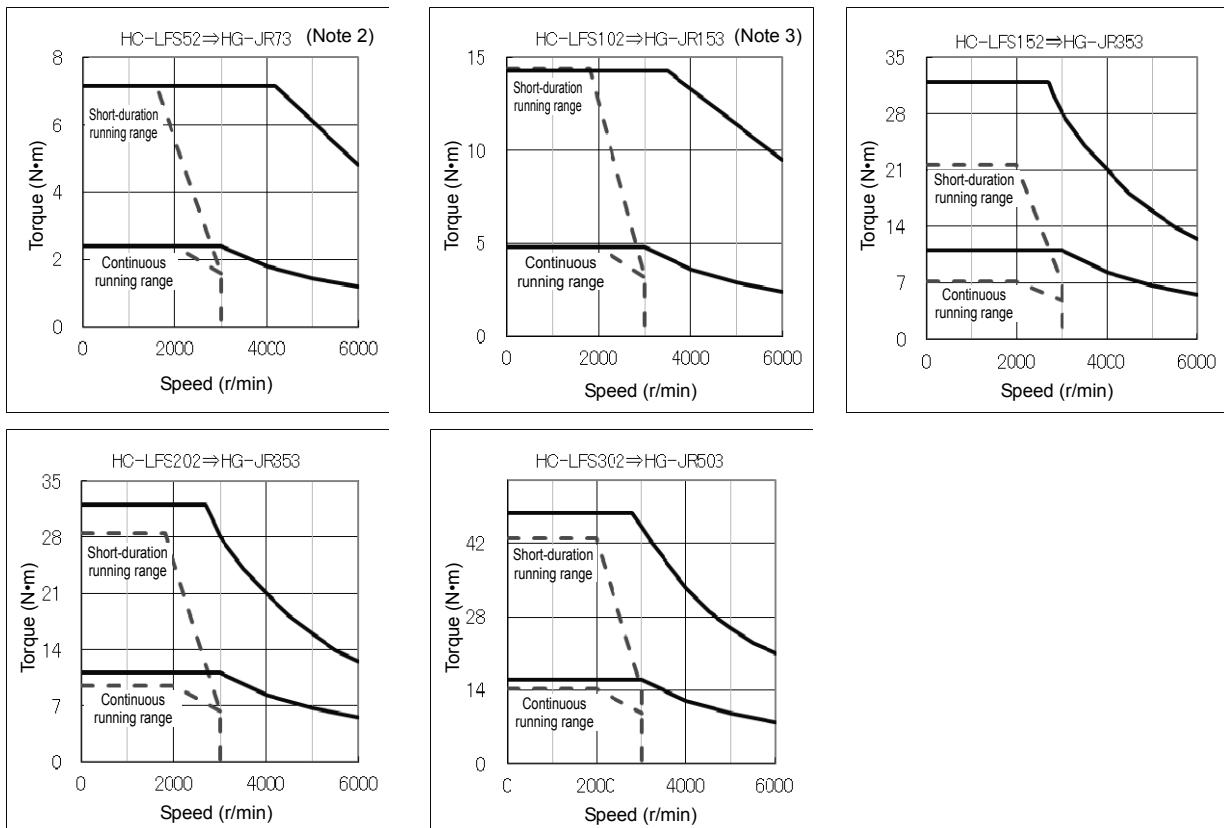 HC-LFS52⇒HG-JR73 (Note 2)
8
6
4
2
0
Torque (N•m)
Short-duration
running range
Continuous
running range
0 2000 4000 6000
Speed (r/min)
HC-LFS102⇒HG-JR153 (Note 3)
15
10
5
0
Torque (N•m)
Short-duration
running range
Continuous
running range
0 2000 4000 6000
Speed (r/min)
HC-LFS152⇒HG-JR353
35
28
21
14
7
0
Torque (N•m)
Short-duration
running range
Continuous
running range
0 2000 4000 6000
Speed (r/min)
HC-LFS202⇒HG-JR353
35
28
21
14
7
0
Torque (N•m)
Short-duration
running range
Continuous
running range
0 2000 4000 6000
Speed (r/min)
HC-LFS302⇒HG-JR503
42
28
14
0
Torque (N•m)
Short-duration
running range
Continuous
running range
0 2000 4000 6000
Speed (r/min)